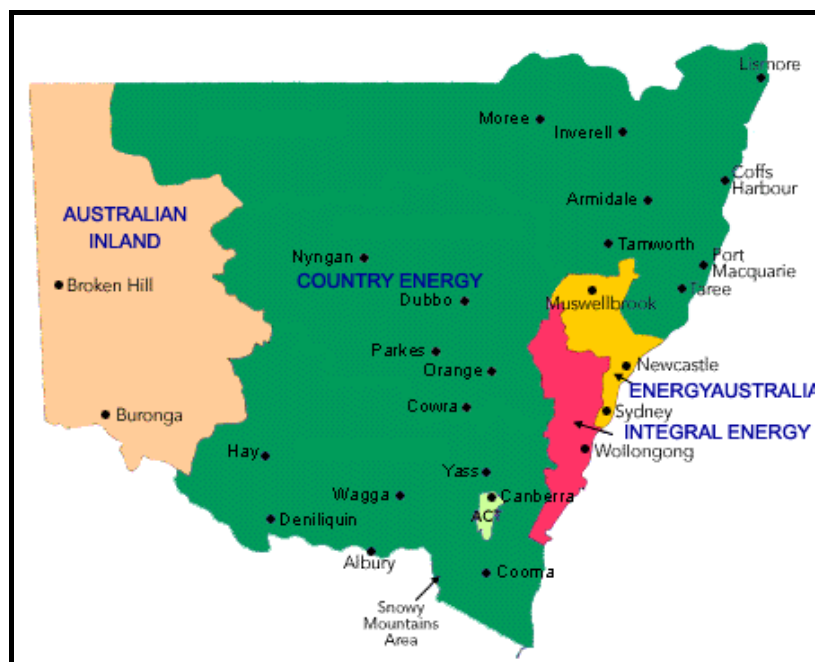 Lismore
Moree
Inverell
Coffs
Harbour
Armidale
AUSTRALIAN
INLAND
Tamworth
Port
Macquarie
Nyngan
COUNTRY ENERGY
Broken Hill
Taree
Muswellbrook
Dubbo
Parkes
Orange
Newcastle
ENERGYAUSTRALIA
Cowra
Sydney
Buronga
INTEGRAL ENERGY
Wollongong
Hay
Yass
Wagga
Canberra
ACT
Deniliquin
Albury
Cooma
Snowy
Mountains
Area